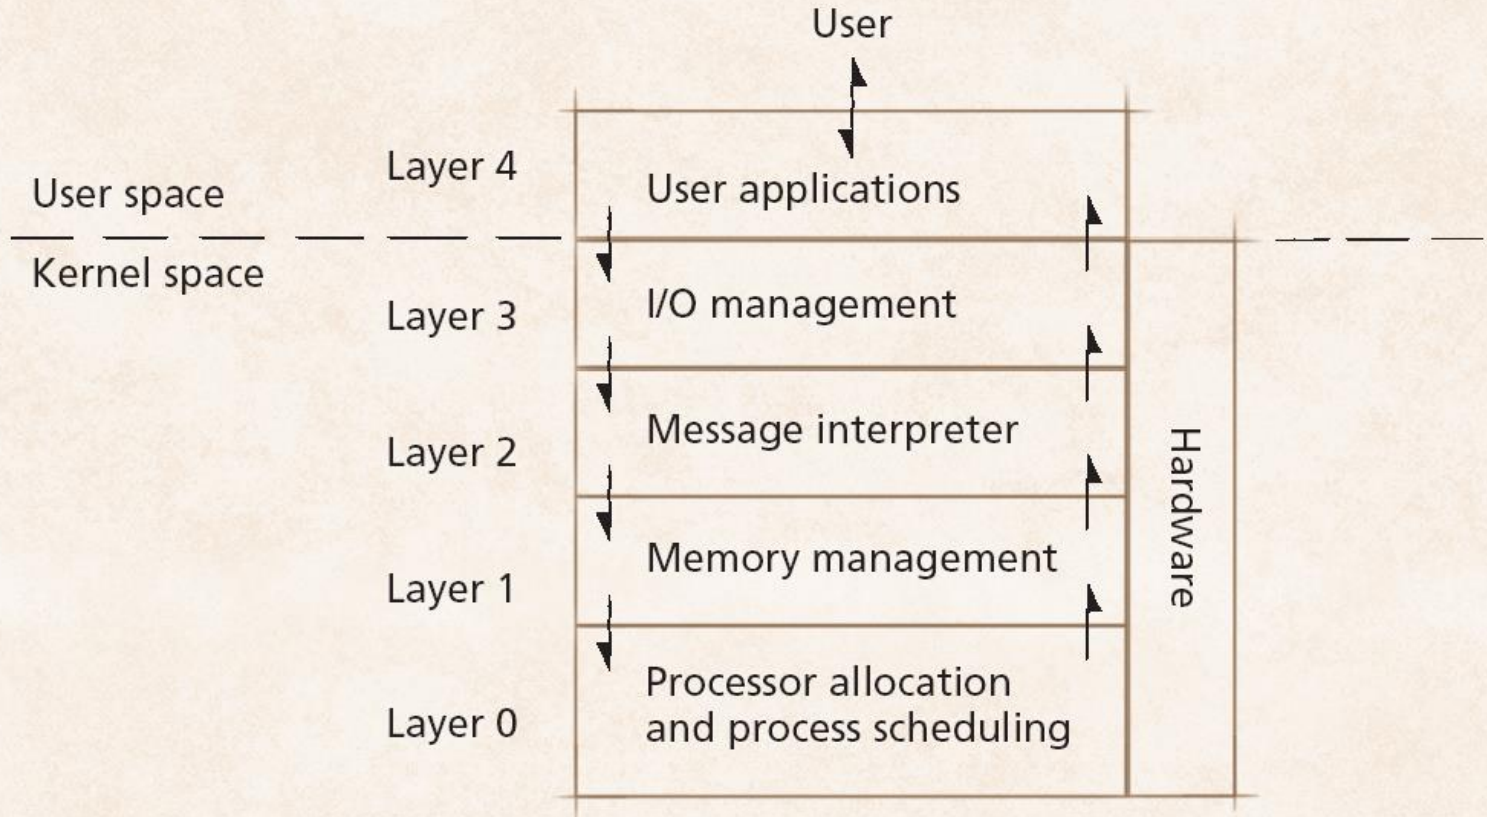 User
Layer 4
User space
User applications
Kernel space
Layer 3
I/O management
Layer 2
Message interpreter
Hardware
Layer 1
Memory management
Layer 0
Processor allocation
and process scheduling